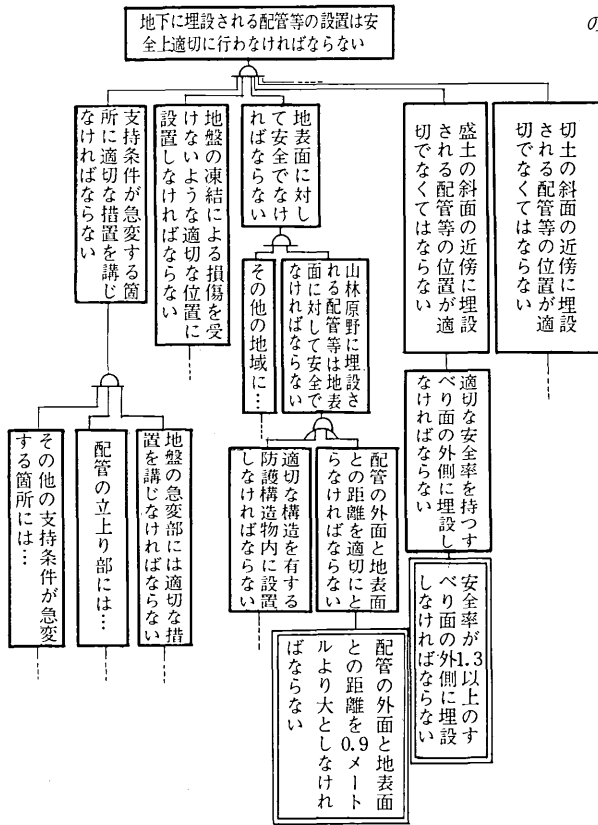 の
地下に埋設される配管等の設置は安
全上適切に行わなければならない
切土の斜面の近傍に埋設
される配管等の位置が適
切でなくてはならない
盛土の斜面の近傍に埋設
される配管等の位置が適
切でなくてはならない
地表面に対し
て安全でなけ
ればならない
地盤の凍結による損傷を受
けないような適切な位置に
設置しなければならない
支持条件が急変する箇
所に適切な措置を講じ
なければならない
山林原野に埋設さ
れる配管等は地表
面に対して安全で
なければならない
その他の地域に…
適切な安全率を持つす
べり面の外側に埋設し
なければならない
配管の外面と地表面
との距離を適切にと
らなければならない
適切な構造を有する
防護構造物内に設置
しなければならない
地盤の急変部には適切な措
置を講じなければならない
配管の立上り部には…
その他の支持条件が急変
する箇所には…
安全率が1.3以上のす
べり面の外側に埋設
しなければならない
配管の外面と地表面
との距離を0.9メート
ルより大としなけれ
ばならない